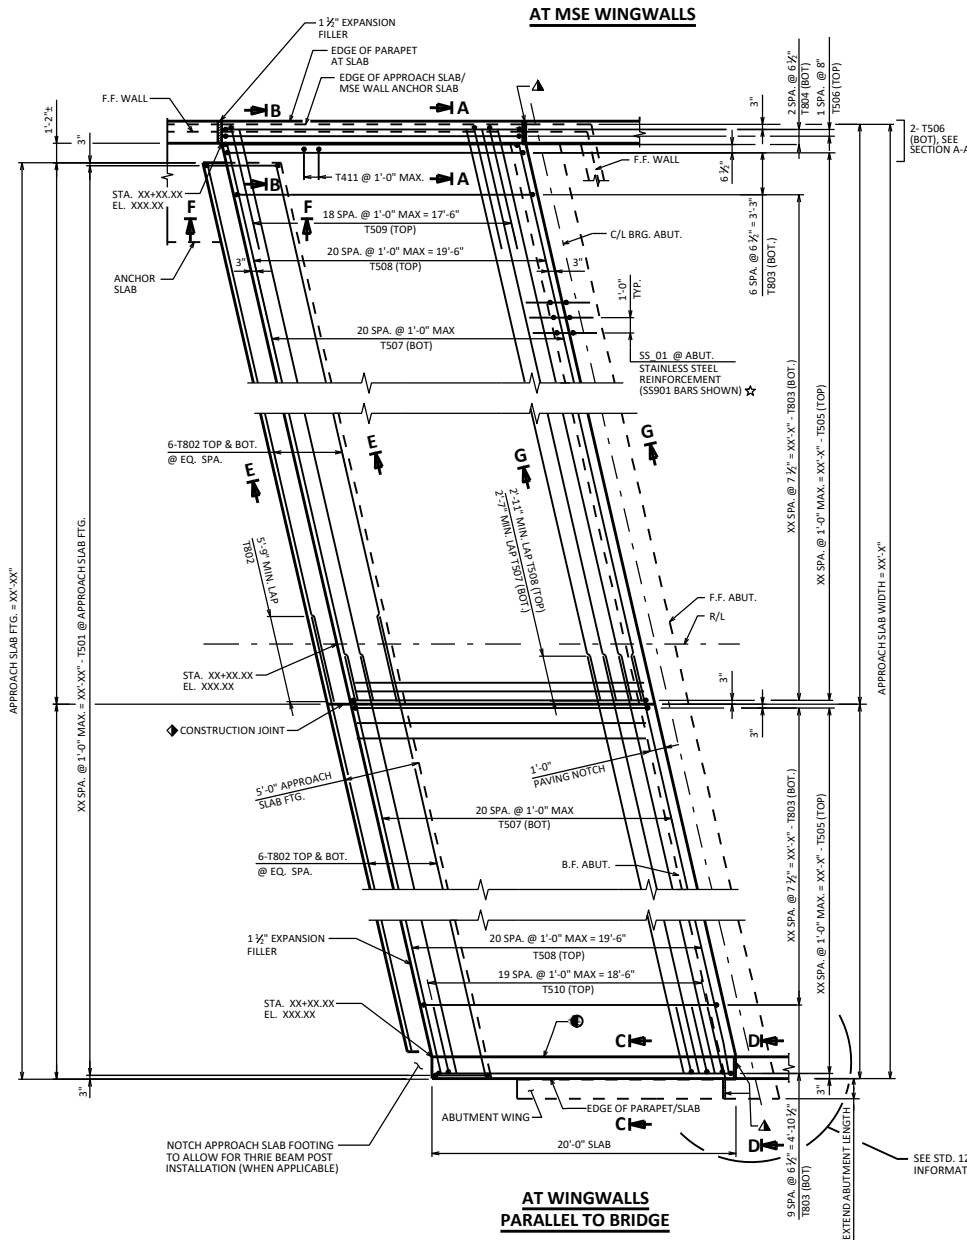 AT MSE WINGWALLS
1 ½" EXPANSION
FILLER
EDGE OF PARAPET
AT SLAB
EDGE OF APPROACH SLAB/
MSE WALL ANCHOR SLAB
F.F. WALL
B
A
1'-2"±
3"
3"
2 SPA. @ 6 ½"
T804 (BOT)
1 SPA. @ 8"
T506 (TOP)
2- T506
(BOT), SEE
SECTION A-A
6 ½"
F.F. WALL
B
T411 @ 1'-0" MAX.
A
STA. XX+XX.XX
EL. XXX.XX
F
F
18 SPA. @ 1'-0" MAX = 17'-6"
T509 (TOP)
C/L BRG. ABUT.
6 SPA. @ 6 ½" = 3'-3"
T803 (BOT.)
20 SPA. @ 1'-0" MAX = 19'-6"
T508 (TOP)
3"
3"
ANCHOR
SLAB
1'-0"
TYP.
20 SPA. @ 1'-0" MAX
T507 (BOT)
SS_01 @ ABUT.
STAINLESS STEEL
REINFORCEMENT
(SS901 BARS SHOWN)
6-T802 TOP & BOT.
@ EQ. SPA.
E
E
G
G
XX SPA. @ 7 ½" = XX'-X" - T803 (BOT.)
XX SPA. @ 1'-0" MAX. = XX'-X" - T505 (TOP)
2'-11" MIN. LAP T508 (TOP)
2'-7" MIN. LAP T507 (BOT.)
5'-9" MIN. LAP
T802
APPROACH SLAB FTG. = XX'-XX"
XX SPA. @ 1'-0" MAX. = XX'-XX" - T501 @ APPROACH SLAB FTG.
F.F. ABUT.
R/L
APPROACH SLAB WIDTH = XX'-X"
STA. XX+XX.XX
EL. XXX.XX
3"
3"
CONSTRUCTION JOINT
5'-0" APPROACH
SLAB FTG.
1'-0"
PAVING NOTCH
20 SPA. @ 1'-0" MAX
T507 (BOT)
XX SPA. @ 7 ½" = XX'-X" - T803 (BOT.)
XX SPA. @ 1'-0" MAX. = XX'-X" - T505 (TOP)
6-T802 TOP & BOT.
@ EQ. SPA.
B.F. ABUT.
1 ½" EXPANSION
FILLER
20 SPA. @ 1'-0" MAX = 19'-6"
T508 (TOP)
19 SPA. @ 1'-0" MAX = 18'-6"
T510 (TOP)
STA. XX+XX.XX
EL. XXX.XX
C
D
3"
3"
ABUTMENT WING
EDGE OF PARAPET/SLAB
C
D
20'-0" SLAB
NOTCH APPROACH SLAB FOOTING
TO ALLOW FOR THRIE BEAM POST
INSTALLATION (WHEN APPLICABLE)
9 SPA. @ 6 ½" = 4'-10 ½"
T803 (BOT)
EXTEND ABUTMENT LENGTH
SEE STD. 12
INFORMAT
AT WINGWALLS
PARALLEL TO BRIDGE